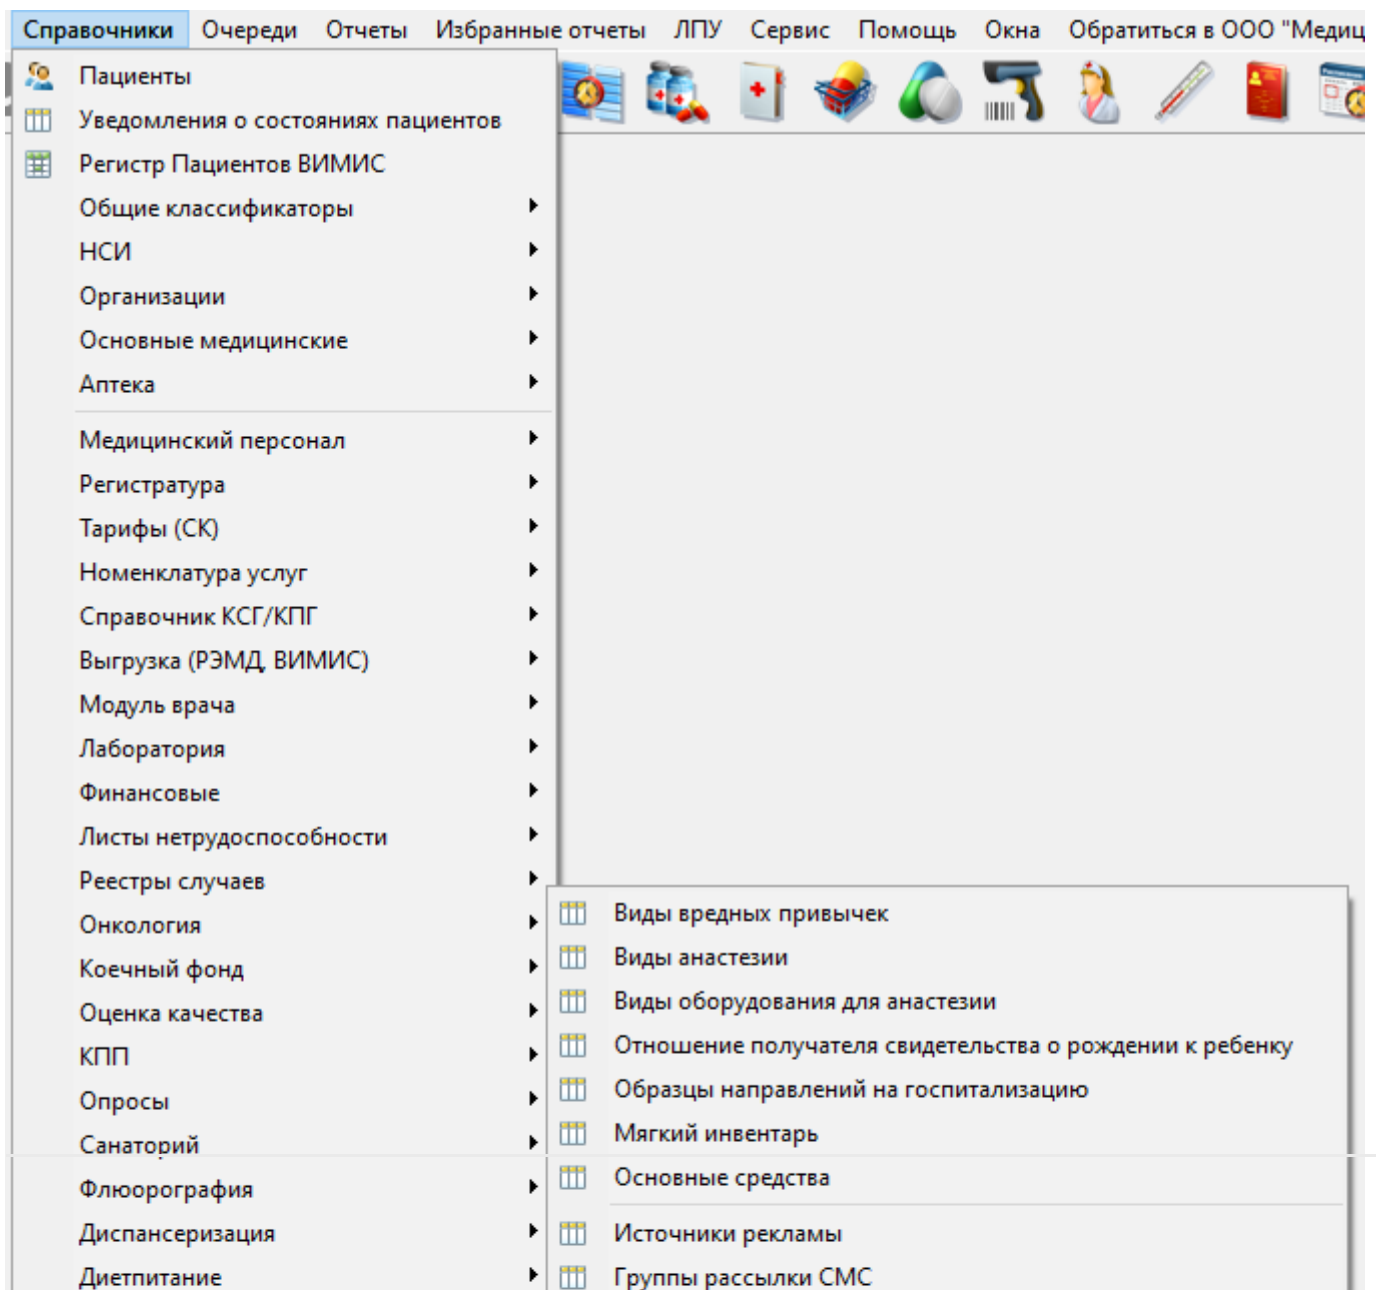 Справочники Очереди Отчеты Избранные отчеты ЛПУ Сервис Помощь Окна Обратиться в ООО "Медиц
Пациенты
Уведомления о состояниях пациентов
Регистр Пациентов ВИМИС
Общие классификаторы
НСИ
Организации
Основные медицинские
Аптека
Медицинский персонал
Регистратура
Тарифы (СК)
Номенклатура услуг
Справочник КСГ/КПГ
Выгрузка (РЭМД, ВИМИС)
Модуль врача
Лаборатория
Финансовые
Листы нетрудоспособности
Реестры случаев
Онкология
Коечный фонд
Оценка качества
КПП
Опросы
Санаторий
Флюорография
Диспансеризация
Диетпитание
Виды вредных привычек
Виды анастезии
Виды оборудования для анастезии
Отношение получателя свидетельства о рождении к ребенку
Образцы направлений на госпитализацию
Мягкий инвентарь
Основные средства
Источники рекламы
Группы рассылки СМС